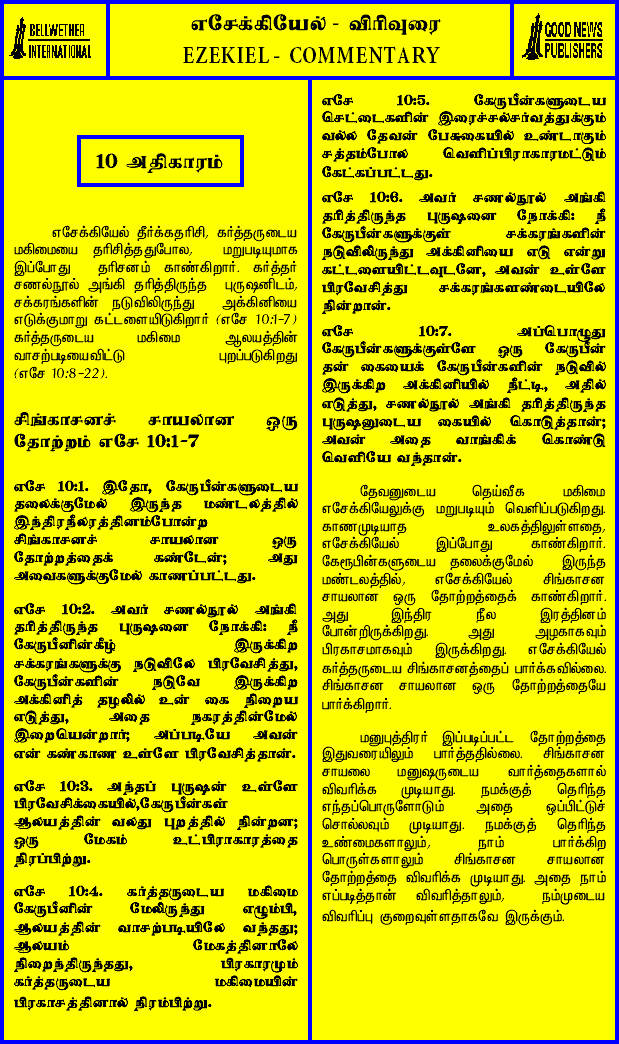 BELLWETHER
INTERNATIONAL
எசேக்கியேல் - விரிவுரை
EZEKIEL - COMMENTARY
GOOD NEWS
PUBLISHERS
10 அதிகாரம்
எசேக்கியேல் தீர்க்கதரிசி, கர்த்தருடைய
மகிமையை தரிசித்ததுபோல, மறுபடியுமாக
இப்போது தரிசனம் காண்கிறார். கர்த்தர்
சணல்நூல் அங்கி தரித்திருந்த புருஷனிடம்,
சக்கரங்களின் நடுவிலிருந்து அக்கினியை
எடுக்குமாறு கட்டளையிடுகிறார் (எசே 10:1-7)
கர்த்தருடைய மகிமை ஆலயத்தின்
வாசற்படியைவிட்டு புறப்படுகிறது
(எசே 10:8-22).
சிங்காசனச் சாயலான ஒரு
தோற்றம் எசே 10:1-7
எசே 10:1. இதோ, கேருபீன்களுடைய
தலைக்குமேல் இருந்த மண்டலத்தில்
இந்திரநீலரத்தினம்போன்ற
சிங்காசனச் சாயலான ஒரு
தோற்றத்தைக் கண்டேன்; அது
அவைகளுக்குமேல் காணப்பட்டது.
எசே 10:2. அவர் சணல்நூல் அங்கி
தரித்திருந்த புருஷனை நோக்கி: நீ
கேருபீனின்கீழ் இருக்கிற
சக்கரங்களுக்கு நடுவிலே பிரவேசித்து,
கேருபீன்களின் நடுவே இருக்கிற
அக்கினித் தழலில் உன் கை நிறைய
எடுத்து, அதை நகரத்தின்மேல்
இறையென்றார்; அப்படியே அவன்
என் கண்காண உள்ளே பிரவேசித்தான்.
எசே 10:3. அந்தப் புருஷன் உள்ளே
பிரவேசிக்கையில்,கேருபீன்கள்
ஆலயத்தின் வலது புறத்தில் நின்றன;
ஒரு மேகம் உட்பிராகாரத்தை
நிரப்பிற்று.
எசே 10:4. கர்த்தருடைய மகிமை
கேருபீனின் மேலிருந்து எழும்பி,
ஆலயத்தின் வாசற்படியிலே வந்தது;
ஆலயம் மேகத்தினாலே
நிறைந்திருந்தது, பிரகாரமும்
கர்த்தருடைய மகிமையின்
பிரகாசத்தினால் நிரம்பிற்று.
எசே 10:5. கேருபீன்களுடைய
செட்டைகளின் இரைச்சல்சர்வத்துக்கும்
வல்ல தேவன் பேசுகையில் உண்டாகும்
சத்தம்போல வெளிப்பிராகாரமட்டும்
கேட்கப்பட்டது.
எசே 10:6. அவர் சணல்நூல் அங்கி
தரித்திருந்த புருஷனை நோக்கி: நீ
கேருபீன்களுக்குள் சக்கரங்களின்
நடுவிலிருந்து அக்கினியை எடு என்று
கட்டளையிட்டவுடனே, அவன் உள்ளே
பிரவேசித்து சக்கரங்களண்டையிலே
நின்றான்.
எசே 10:7. அப்பொழுது
கேருபீன்களுக்குள்ளே ஒரு கேருபீன்
தன் கையைக் கேருபீன்களின் நடுவில்
இருக்கிற அக்கினியில் நீட்டி, அதில்
எடுத்து, சணல்நூல் அங்கி தரித்திருந்த
புருஷனுடைய கையில் கொடுத்தான்;
அவன் அதை வாங்கிக் கொண்டு
வெளியே வந்தான்.
தேவனுடைய தெய்வீக மகிமை
எசேக்கியேலுக்கு மறுபடியும் வெளிப்படுகிறது.
காணமுடியாத உலகத்திலுள்ளதை,
எசேக்கியேல் இப்போது காண்கிறார்.
கேரூபின்களுடைய தலைக்குமேல் இருந்த
மண்டலத்தில், எசேக்கியேல் சிங்காசன
சாயலான ஒரு தோற்றத்தைக் காண்கிறார்.
அது இந்திர நீல இரத்தினம்
போன்றிருக்கிறது. அது அழகாகவும்
பிரகாசமாகவும் இருக்கிறது. எசேக்கியேல்
கர்த்தருடைய சிங்காசனத்தைப் பார்க்கவில்லை.
சிங்காசன சாயலான ஒரு தோற்றத்தையே
பார்க்கிறார்.
மனுபுத்திரர் இப்படிப்பட்ட தோற்றத்தை
இதுவரையிலும் பார்த்ததில்லை. சிங்காசன
சாயலை மனுஷருடைய வார்த்தைகளால்
விவரிக்க முடியாது. நமக்குத் தெரிந்த
எந்தப்பொருளோடும் அதை ஒப்பிட்டுச்
சொல்லவும் முடியாது. நமக்குத் தெரிந்த
உண்மைகளாலும், நாம் பார்க்கிற
பொருள்களாலும் சிங்காசன சாயலான
தோற்றத்தை விவரிக்க முடியாது. அதை நாம்
எப்படித்தான் விவரித்தாலும், நம்முடைய
விவரிப்பு குறைவுள்ளதாகவே இருக்கும்.